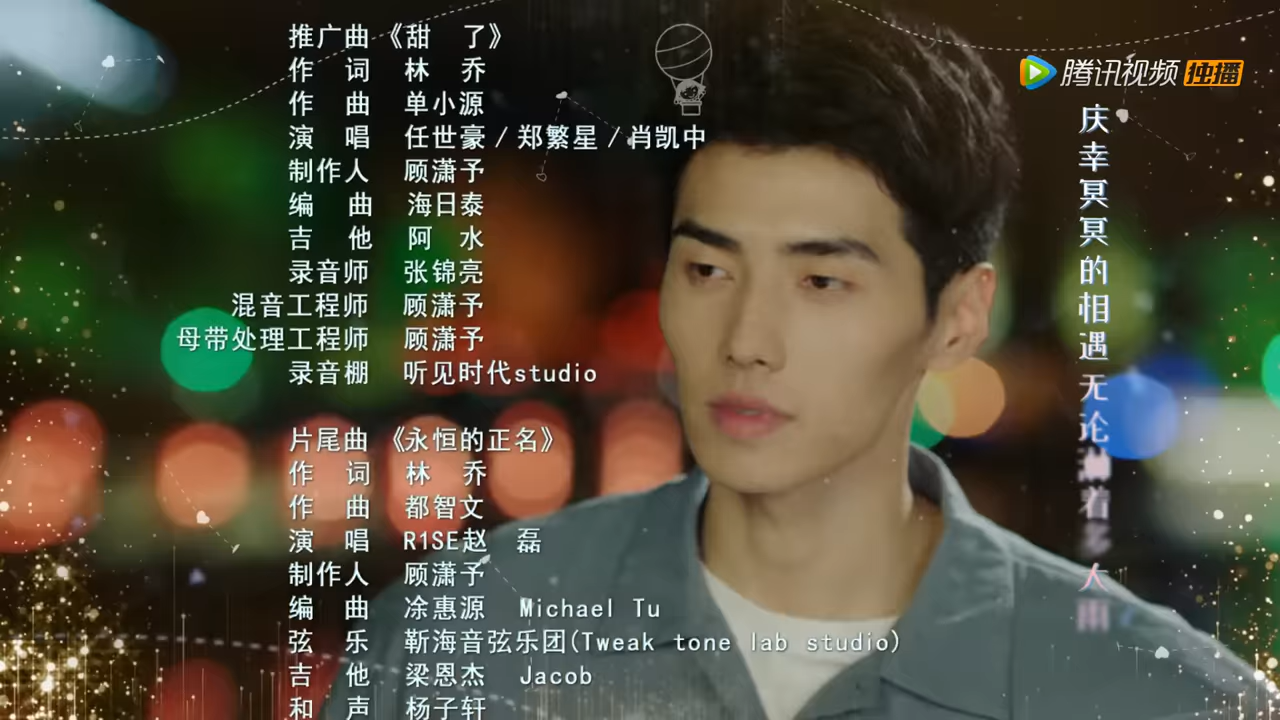 推广曲 《甜 了》
作 词 林 乔
作 曲 单小源
演 唱 任世豪 / 郑繁星 / 肖凯中
制作人 顾潇予
编 曲 海日泰
吉 他 阿 水
录音师 张锦亮
混音工程师 顾潇予
母带处理工程师 顾潇予
录音棚 听见时代studio
片尾曲 《永恒的正名》
作 词 林 乔
作 曲 都智文
演 唱 R1SE赵 磊
制作人 顾潇予
编 曲 凃惠源 Michael Tu
弦 乐 靳海音弦乐团(Tweak tone lab studio)
吉 他 梁恩杰 Jacob
和 声 杨子轩
腾讯视频 独播
庆幸冥冥的相遇 无论 着 人